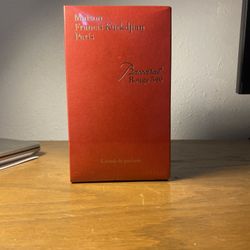 Maison
Francis Kurkdjian
Paris
Baccarat
Rouge 540
Extrait de parfum